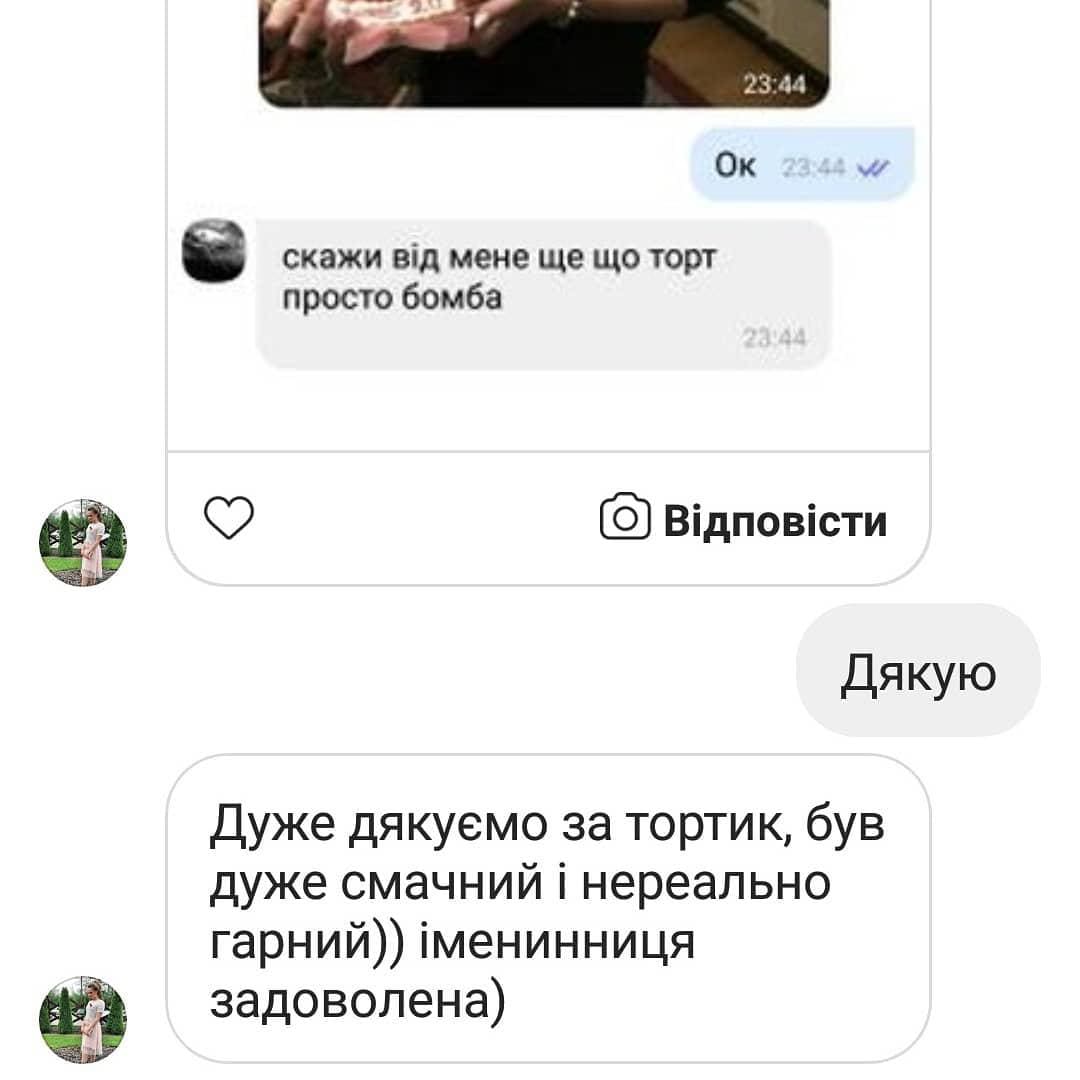 23:44
Ок 23:44
скажи від мене ще що торт
просто бомба
23:44
Відповісти
Дякую
Дуже дякуємо за тортик, був
дуже смачний і нереально
гарний)) іменинниця
задоволена)